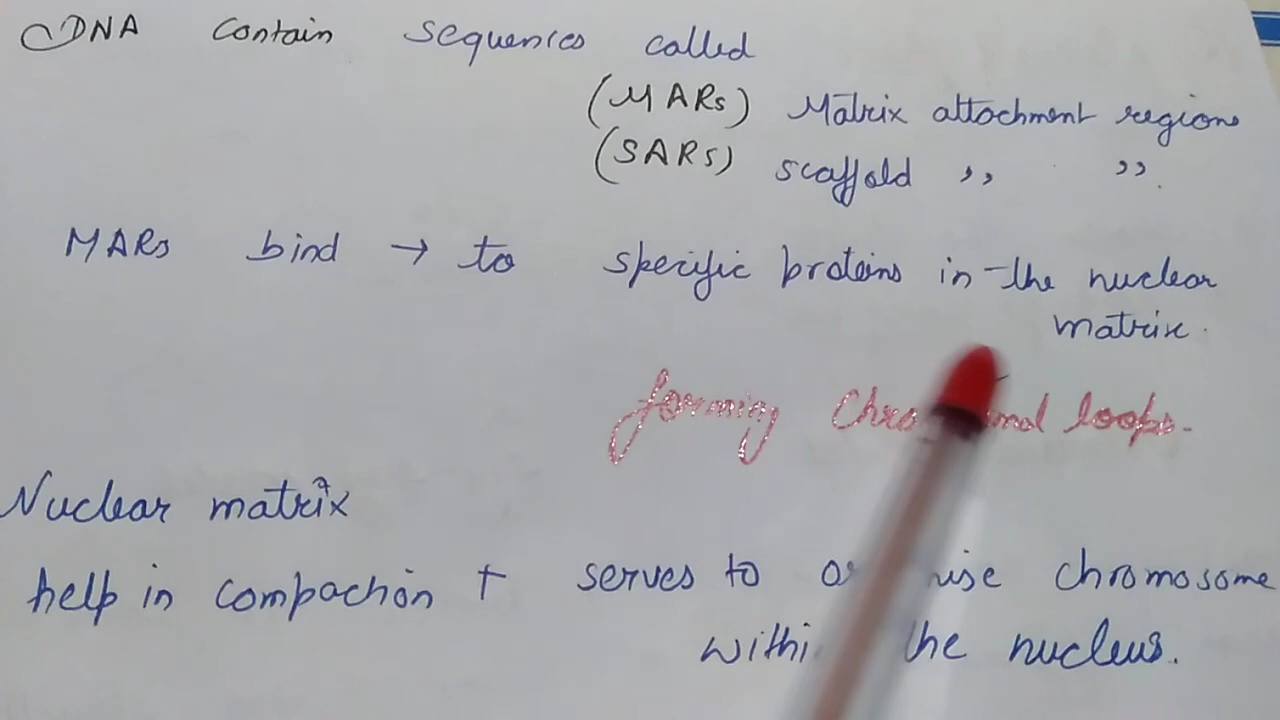 DNA contain sequences called
(MARs) Matrix attachment regions
(SARs) scaffold ,, ,,
MARs bind → to specific proteins in the nuclear
matrix.
forming loops.
Nuclear matrix
help in compaction + serves to chromosome
the nucleus.